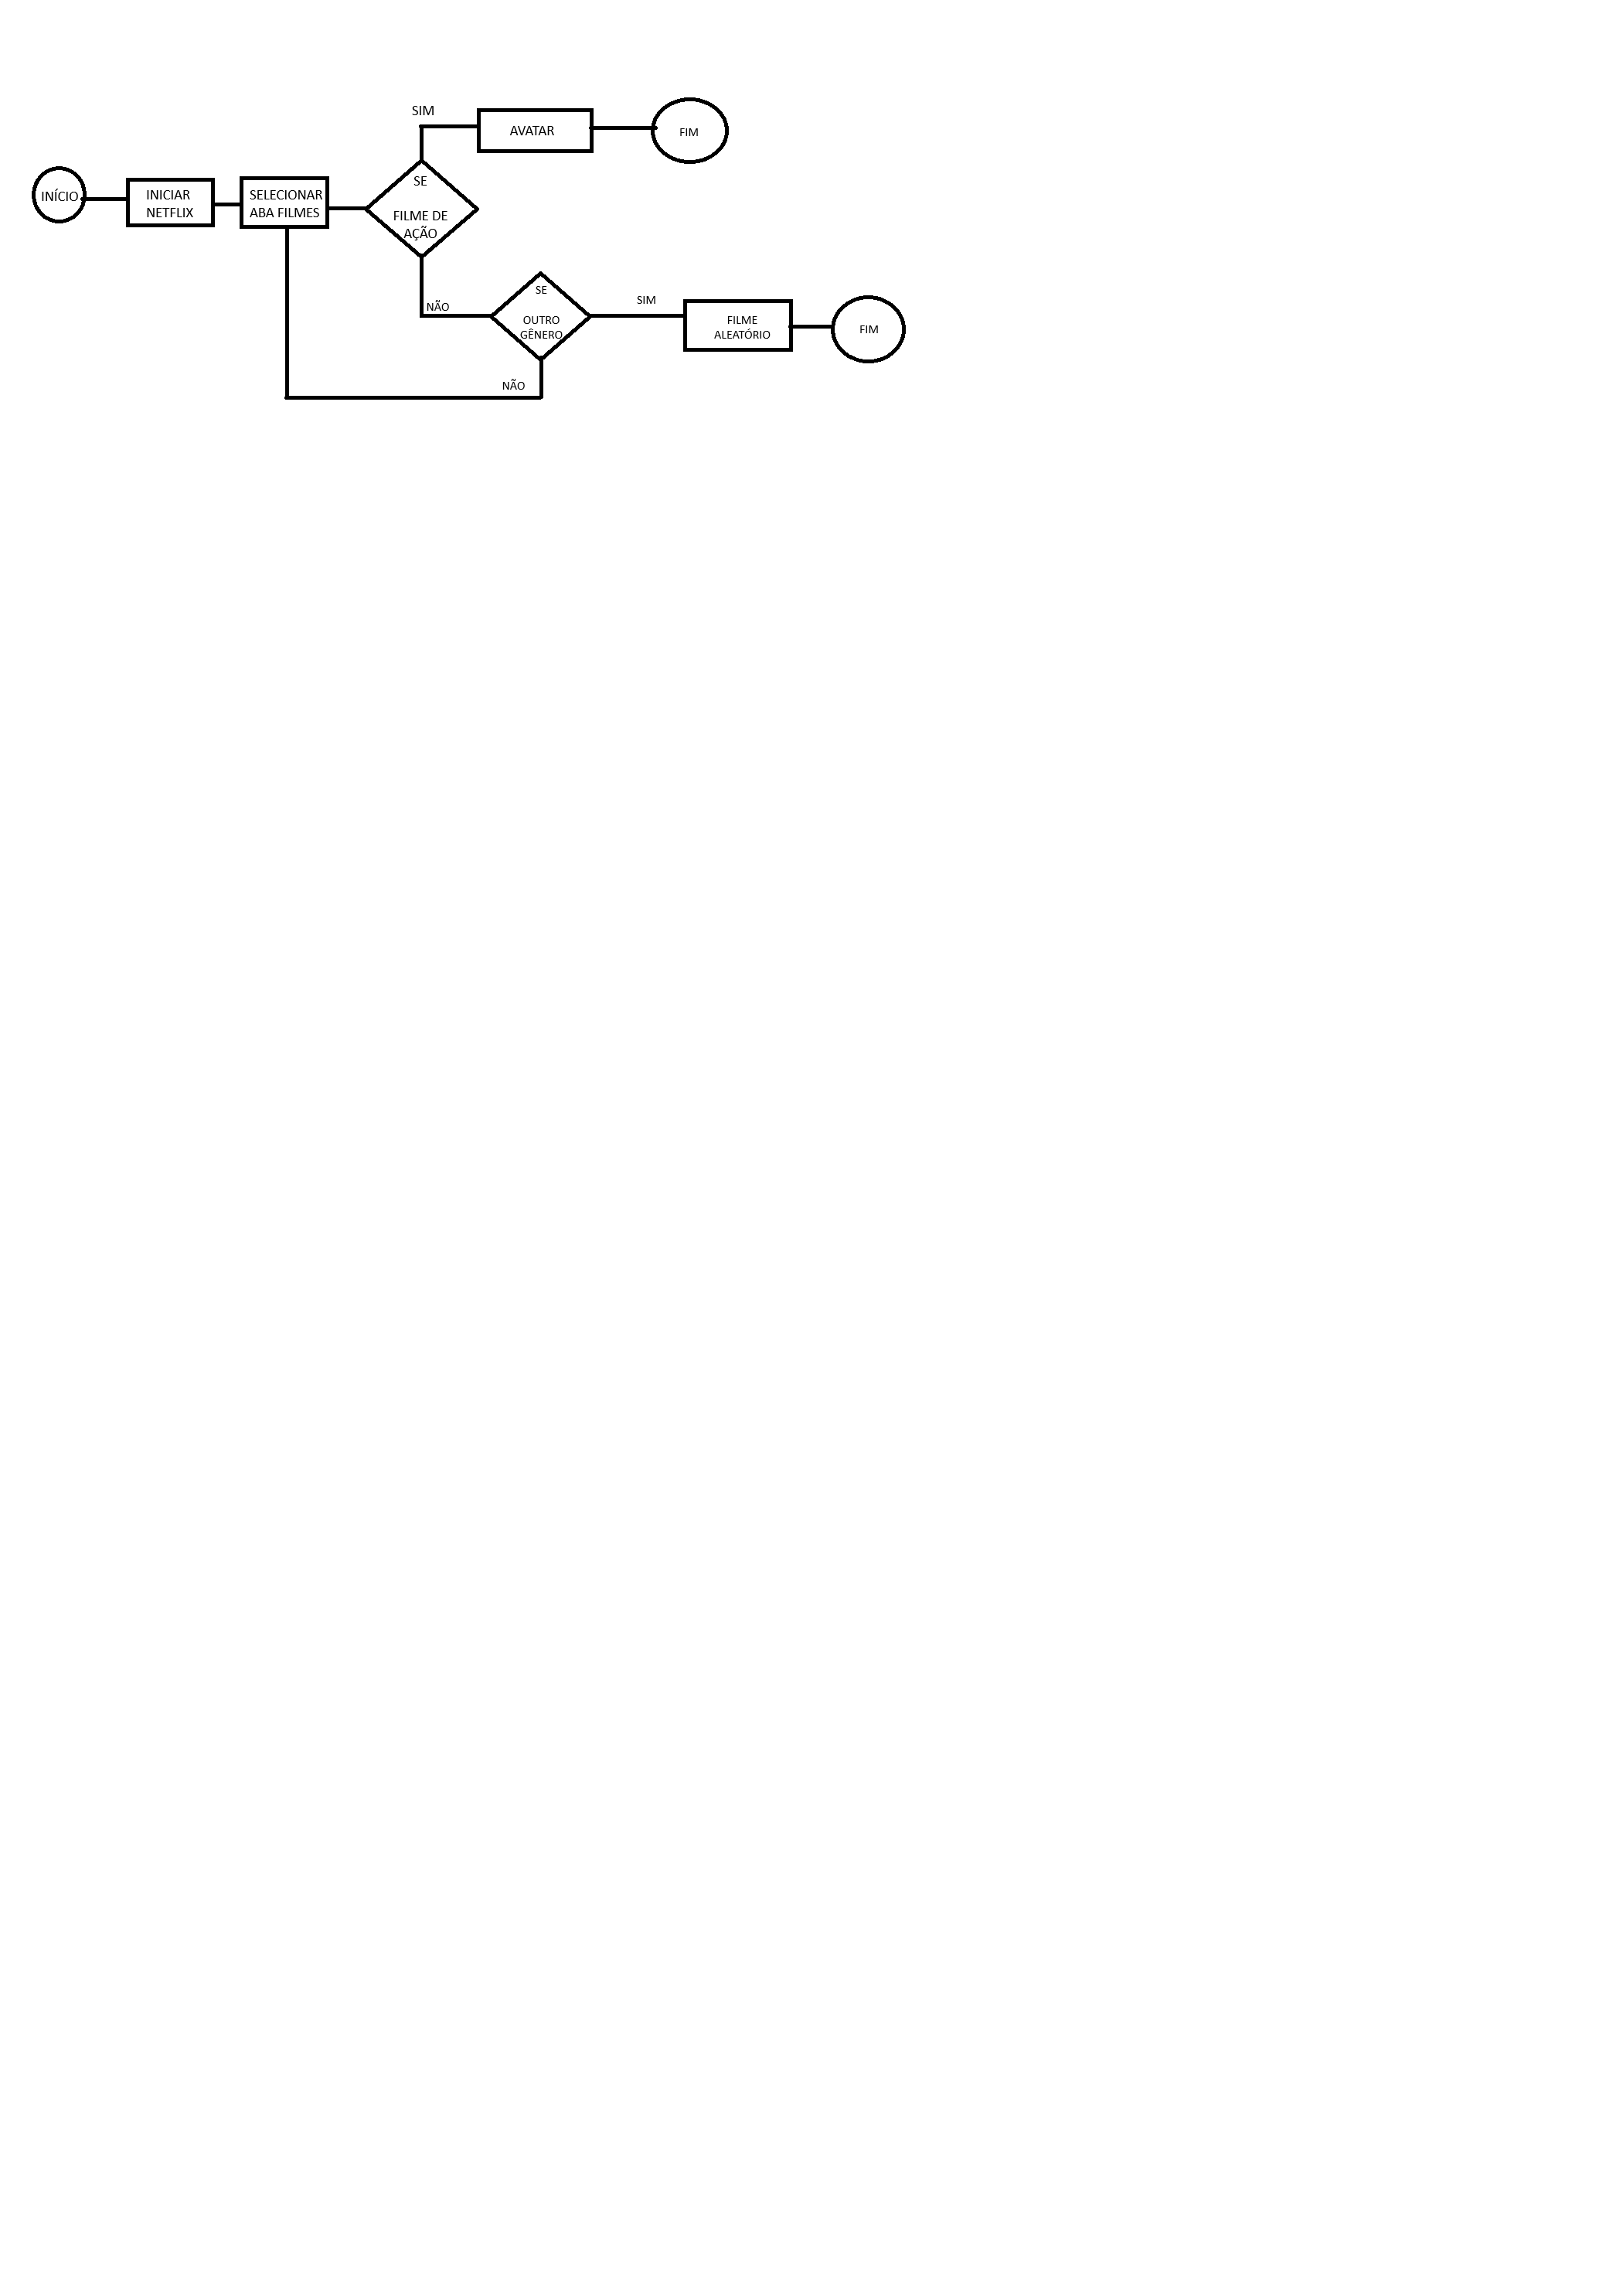 SIM
AVATAR
FIM
INÍCIO
INICIAR
NETFLIX
SELECIONAR
ABA FILMES
SE
FILME DE
AÇÃO
NÃO
SE
OUTRO
GÊNERO
SIM
FILME
ALEATÓRIO
FIM
NÃO